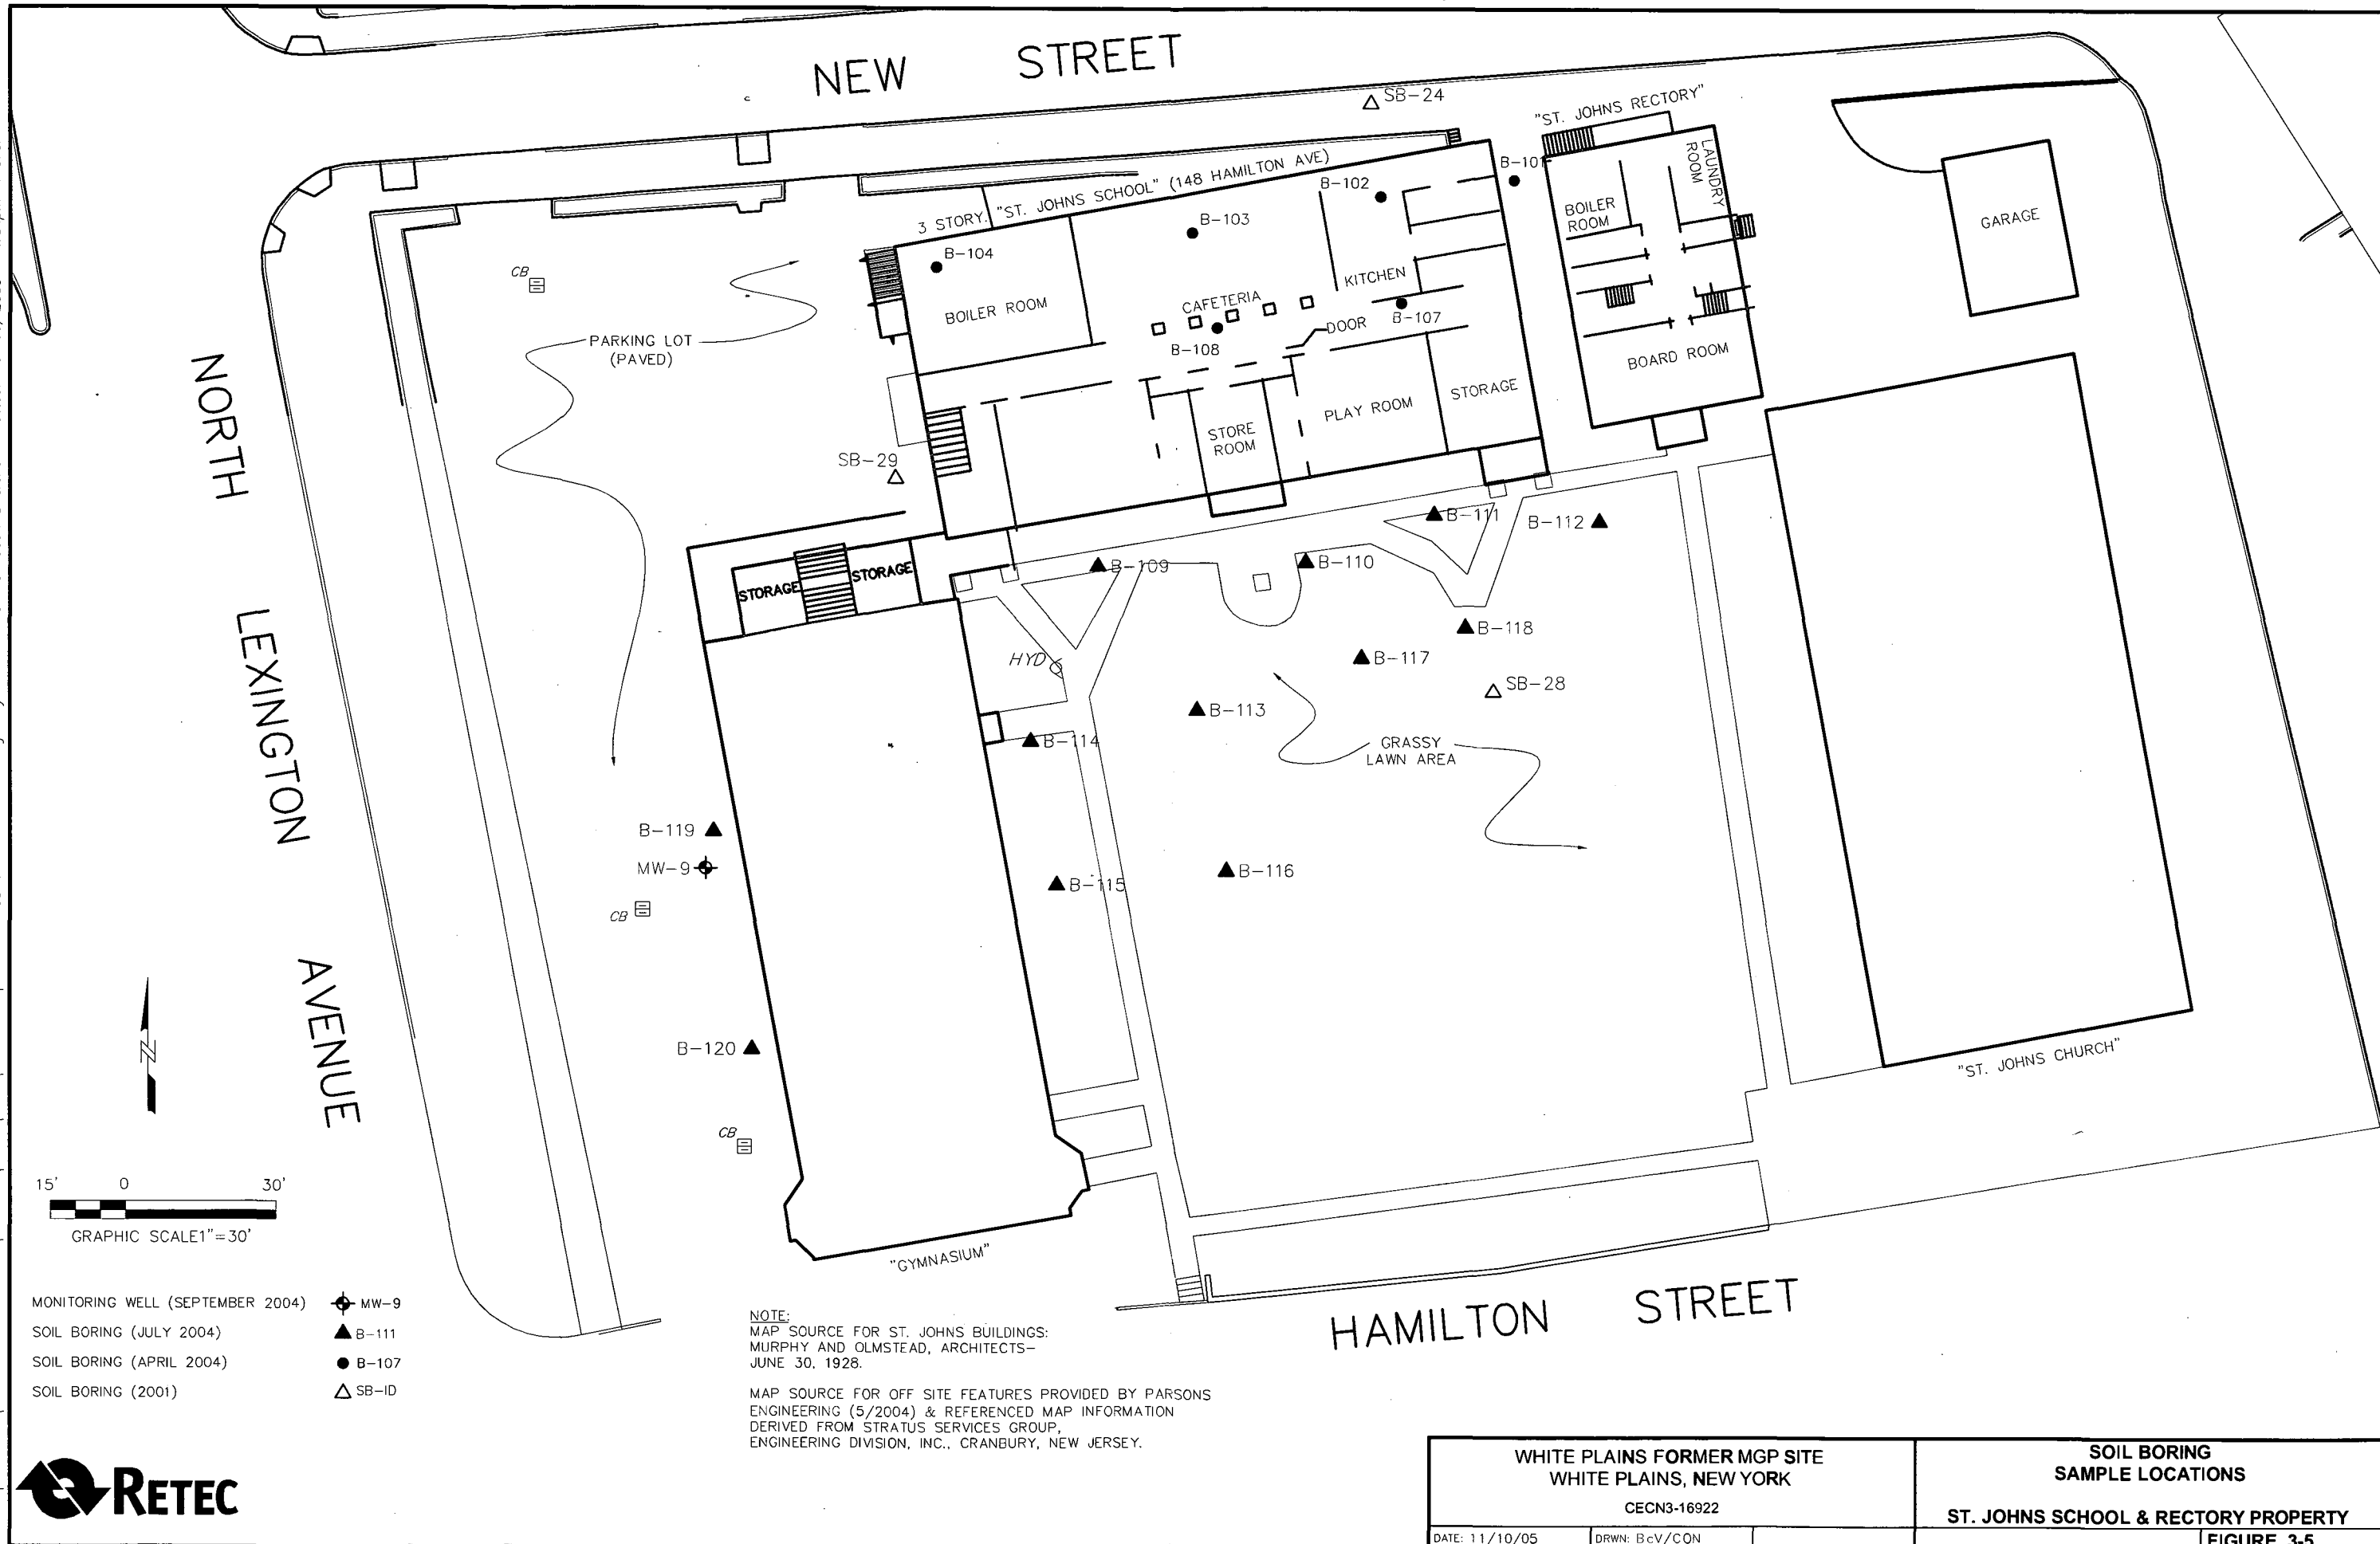 NEW STREET
SB-24
"ST. JOHNS RECTORY"
3 STORY. "ST. JOHNS SCHOOL" (148 HAMILTON AVE)
B-101
B-102
B-103
B-104
LAUNDRY
ROOM
BOILER
ROOM
GARAGE
CB
BOILER ROOM
CAFETERIA
KITCHEN
DOOR
B-107
B-108
PARKING LOT
(PAVED)
BOARD ROOM
STORAGE
PLAY ROOM
STORE
ROOM
SB-29
NORTH LEXINGTON AVENUE
B-111
B-112
B-109
B-110
STORAGE
STORAGE
B-118
B-117
HYD
SB-28
B-113
B-114
GRASSY
LAWN AREA
B-119
MW-9
B-115
B-116
CB
B-120
"ST. JOHNS CHURCH"
CB
15' 0 30'
GRAPHIC SCALE1"=30'
"GYMNASIUM"
HAMILTON STREET
MONITORING WELL (SEPTEMBER 2004) MW-9
SOIL BORING (JULY 2004) B-111
SOIL BORING (APRIL 2004) B-107
SOIL BORING (2001) SB-ID
NOTE:
MAP SOURCE FOR ST. JOHNS BUILDINGS:
MURPHY AND OLMSTEAD, ARCHITECTS-
JUNE 30, 1928.
MAP SOURCE FOR OFF SITE FEATURES PROVIDED BY PARSONS
ENGINEERING (5/2004) & REFERENCED MAP INFORMATION
DERIVED FROM STRATUS SERVICES GROUP,
ENGINEERING DIVISION, INC., CRANBURY, NEW JERSEY.
RETEC
WHITE PLAINS FORMER MGP SITE
WHITE PLAINS, NEW YORK
CECN3-16922
DATE: 11/10/05 DRWN: BcV/CON
SOIL BORING
SAMPLE LOCATIONS
ST. JOHNS SCHOOL & RECTORY PROPERTY
FIGURE 3-5
N